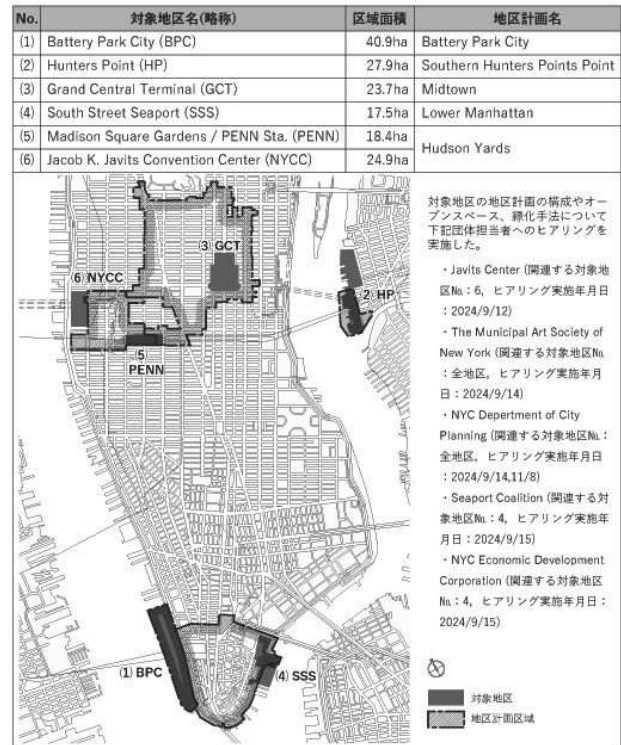 No. 対象地区名(略称) 区域面積 地区計画名
(1) Battery Park City (BPC) 40.9ha Battery Park City
(2) Hunters Point (HP) 27.9ha Southern Hunters Points Point
(3) Grand Central Terminal (GCT) 23.7ha Midtown
(4) South Street Seaport (SSS) 17.5ha Lower Manhattan
(5) Madison Square Gardens / PENN Sta. (PENN) 18.4ha
Hudson Yards
(6) Jacob K. Javits Convention Center (NYCC) 24.9ha
(3) GCT
(6) NYCC
(2) HP
(5)
PENN
(1) BPC
(4) SSS
対象地区の地区計画の構成やオー
プンスペース、緑化手法について
下記団体担当者へのヒアリングを
実施した。
・Javits Center (関連する対象地
区№：6, ヒアリング実施年月日
：2024/9/12)
・The Municipal Art Society of
New York (関連する対象地区№
：全地区, ヒアリング実施年月
日：2024/9/14)
・NYC Depertment of City
Planning (関連する対象地区№：
全地区, ヒアリング実施年月日
：2024/9/14,11/8)
・Seaport Coalition (関連する対
象地区№：4, ヒアリング実施年
月日：2024/9/15)
・NYC Economic Development
Corporation (関連する対象地区
№：4, ヒアリング実施年月日：
2024/9/15)
対象地区
地区計画区域